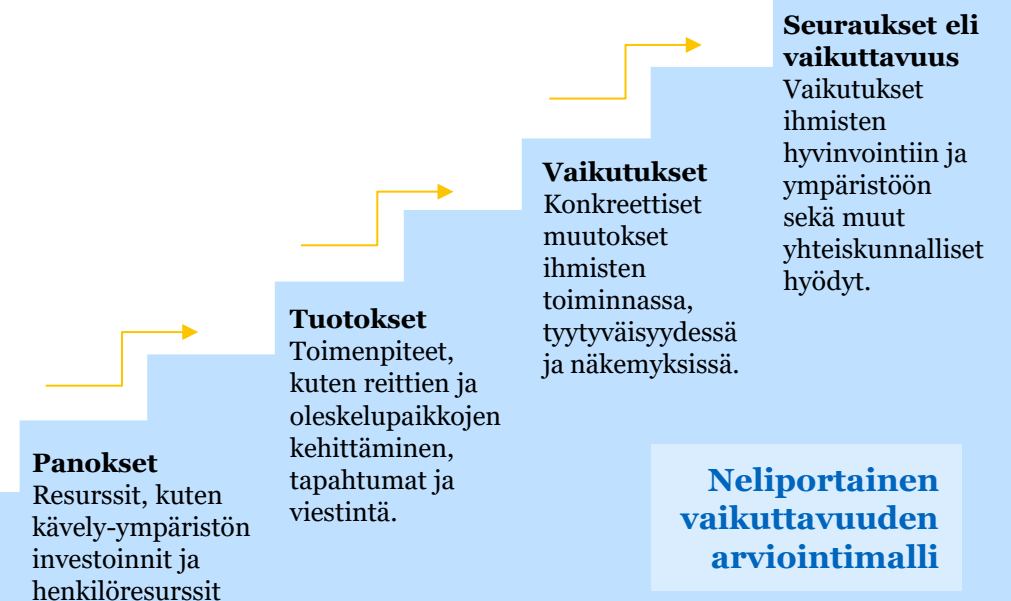 Panokset
Resurssit, kuten
kävely-ympäristön
investoinnit ja
henkilöresurssit
Tuotokset
Toimenpiteet,
kuten reittien ja
oleskelupaikkojen
kehittäminen,
tapahtumat ja
viestintä.
Vaikutukset
Konkreettiset
muutokset
ihmisten
toiminnassa,
tyytyväisyydessä
ja näkemyksissä.
Seuraukset eli
vaikuttavuus
Vaikutukset
ihmisten
hyvinvointiin ja
ympäristöön
sekä muut
yhteiskunnalliset
hyödyt.
Neliportainen
vaikuttavuuden
arviointimalli